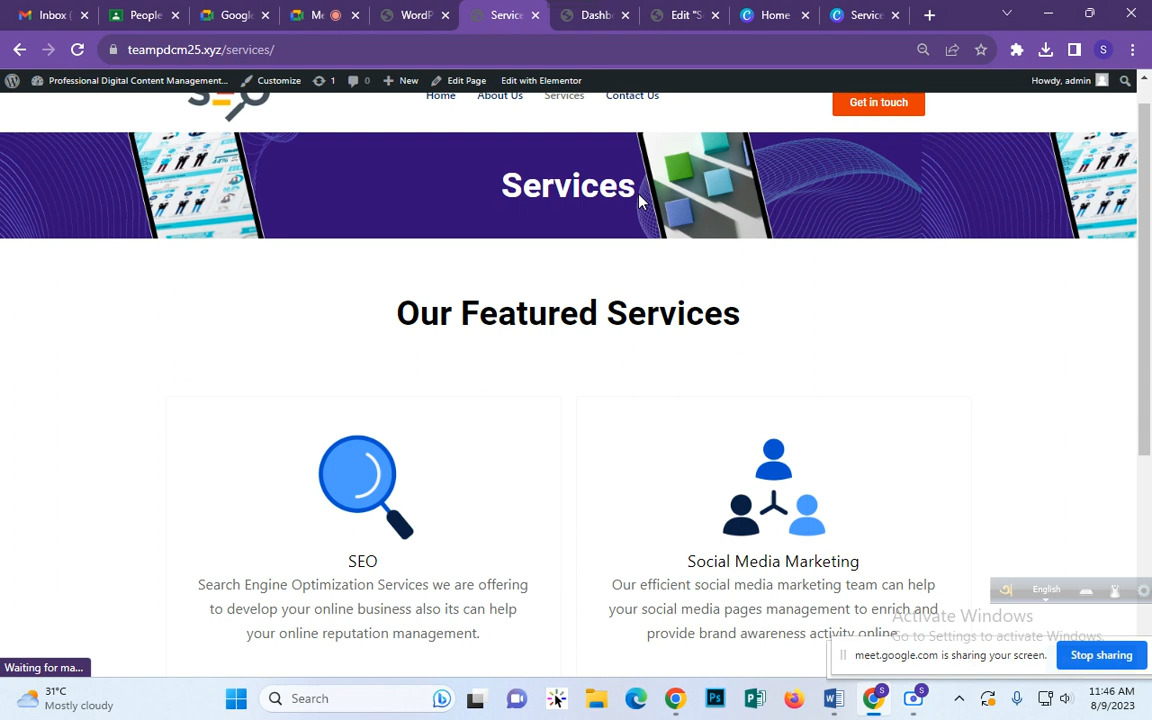 Inbox (
People
Googl
Me
WordP
Servic
Dashb
Edit "S
Home
Service
teampdcm25.xyz/services/
S
Professional Digital Content Management...
Customize
1
0
New
Edit Page
Edit with Elementor
Howdy, admin
SEO
Home
About Us
Services
Contact Us
Get in touch
Services
Our Featured Services
SEO
Search Engine Optimization Services we are offering
to develop your online business also its can help
your online reputation management.
Social Media Marketing
Our efficient social media marketing team can help
your social media pages management to enrich and
provide brand awareness activity online
English
Activate Windows
Go to Settings to activate Windows.
meet.google.com is sharing your screen.
Stop sharing
Waiting for ma...
31°C
Mostly cloudy
Search
11:46 AM
8/9/2023